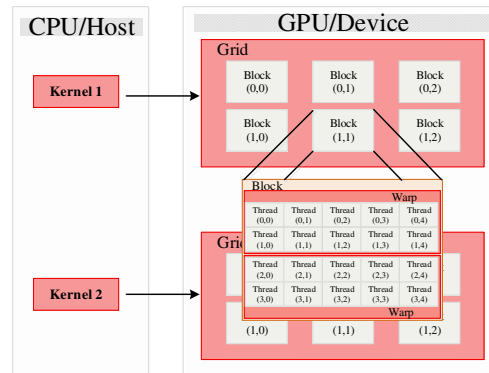 CPU/Host
GPU/Device
Grid
Kernel 1
Block Block Block
(0,0) (0,1) (0,2)
Block Block Block
(1,0) (1,1) (1,2)
Block
Warp
Thread Thread Thread Thread Thread
(0,0) (0,1) (0,2) (0,3) (0,4)
Thread Thread Thread Thread Thread
(1,0) (1,1) (1,2) (1,3) (1,4)
Grid
Thread Thread Thread Thread Thread
(2,0) (2,1) (2,2) (2,3) (2,4)
Kernel 2
Thread Thread Thread Thread Thread
(3,0) (3,1) (3,2) (3,3) (3,4)
Warp
(1,0) (1,1) (1,2)